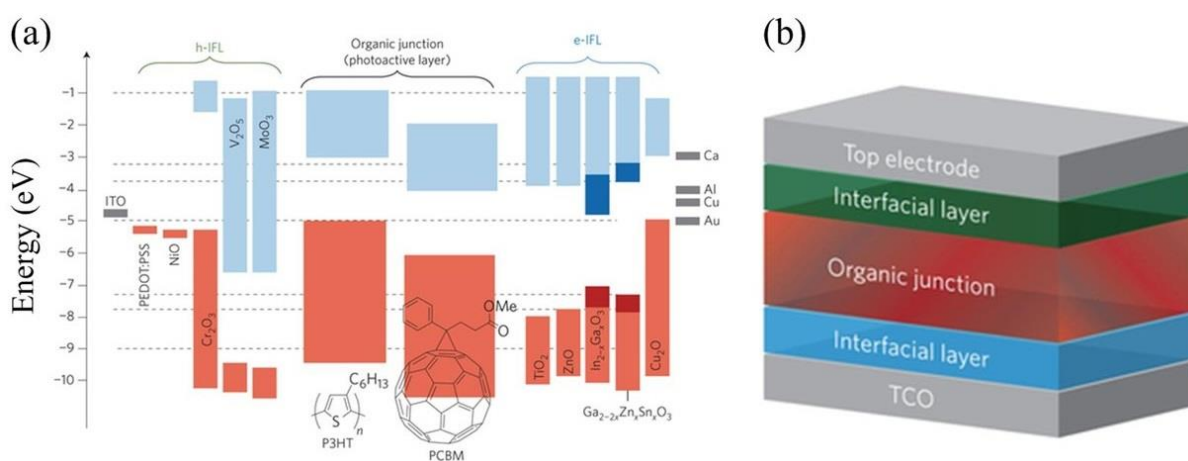 (a)
(b)
h-IFL
Organic junction
(photoactive layer)
e-IFL
Energy (eV)
−1
−2
−3
−4
−5
−6
−7
−8
−9
−10
ITO
PEDOT:PSS
NiO
Cr₂O₃
V₂O₅
MoO₃
C₆H₁₃
S
n
P3HT
OMe
O
PCBM
TiO₂
ZnO
In₂₋ₓGaₓO₃
Ga₂₋₂ₓZnₓSnₓO₃
Cu₂O
Ca
Al
Cu
Au
Top electrode
Interfacial layer
Organic junction
Interfacial layer
TCO